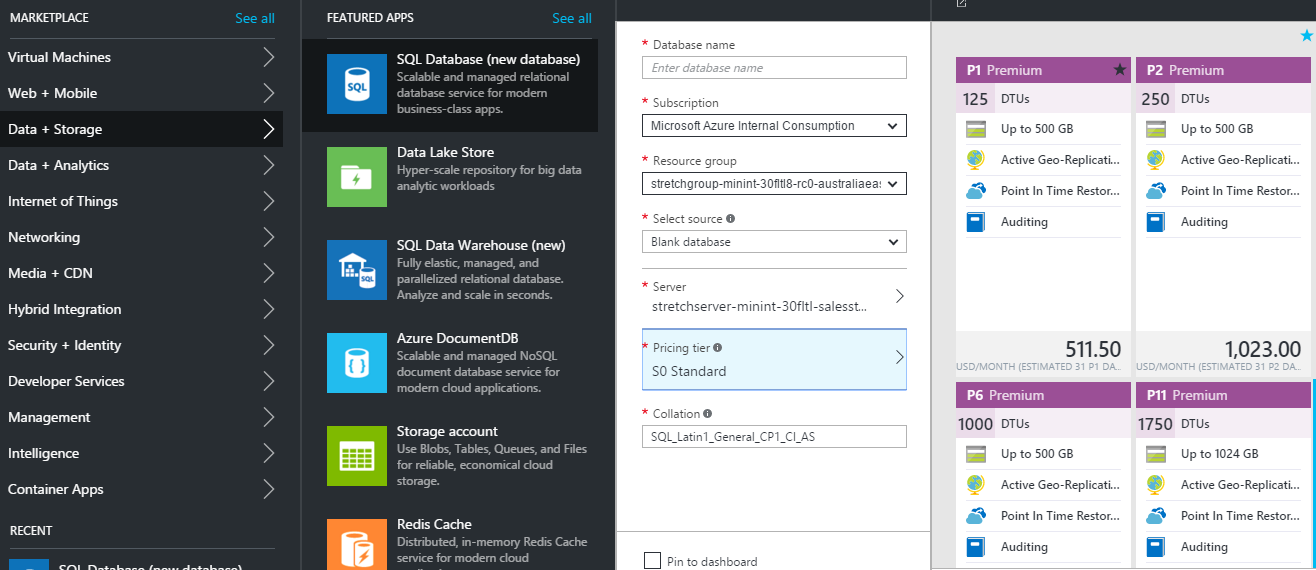 MARKETPLACE See all
Virtual Machines
Web + Mobile
Data + Storage
Data + Analytics
Internet of Things
Networking
Media + CDN
Hybrid Integration
Security + Identity
Developer Services
Management
Intelligence
Container Apps
RECENT
SQL Database (new database)
FEATURED APPS See all
SQL Database (new database)
Scalable and managed relational
database service for modern
business-class apps.
SQL
Data Lake Store
Hyper-scale repository for big data
analytic workloads
SQL Data Warehouse (new)
Fully elastic, managed, and
parallelized relational database.
Analyze and scale in seconds.
SQL
Azure DocumentDB
Scalable and managed NoSQL
document database service for
modern cloud applications.
Storage account
Use Blobs, Tables, Queues, and Files
for reliable, economical cloud
storage.
Redis Cache
Distributed, in-memory Redis Cache
service for modern cloud
* Database name
Enter database name
* Subscription
Microsoft Azure Internal Consumption
* Resource group
stretchgroup-minint-30fltl8-rc0-australiaeas
* Select source
Blank database
* Server
stretchserver-minint-30fltl-salesst...
* Pricing tier
S0 Standard
* Collation
SQL_Latin1_General_CP1_CI_AS
Pin to dashboard
P1 Premium
125 DTUs
Up to 500 GB
Active Geo-Replicati...
Point In Time Restor...
Auditing
511.50
USD/MONTH (ESTIMATED 31 P1 DA...
P2 Premium
250 DTUs
Up to 500 GB
Active Geo-Replicati...
Point In Time Restor...
Auditing
1,023.00
USD/MONTH (ESTIMATED 31 P2 DA...
P6 Premium
1000 DTUs
Up to 500 GB
Active Geo-Replicati...
Point In Time Restor...
Auditing
P11 Premium
1750 DTUs
Up to 1024 GB
Active Geo-Replicati...
Point In Time Restor...
Auditing